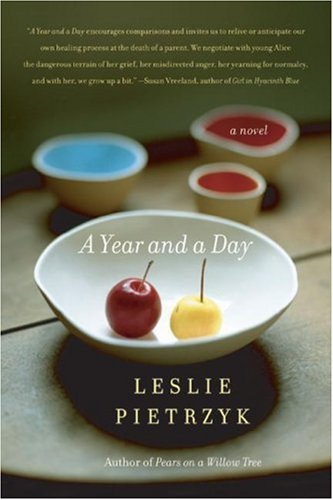 "A Year and a Day encourages comparisons and invites us to relive or anticipate our
own healing process at the death of a parent. We negotiate with young Alice
the dangerous terrain of her grief, her misdirected anger, her yearning for normalcy,
and with her, we grow up a bit." —Susan Vreeland, author of Girl in Hyacinth Blue
a novel
A Year and a Day
LESLIE
PIETRZYK
Author of Pears on a Willow Tree